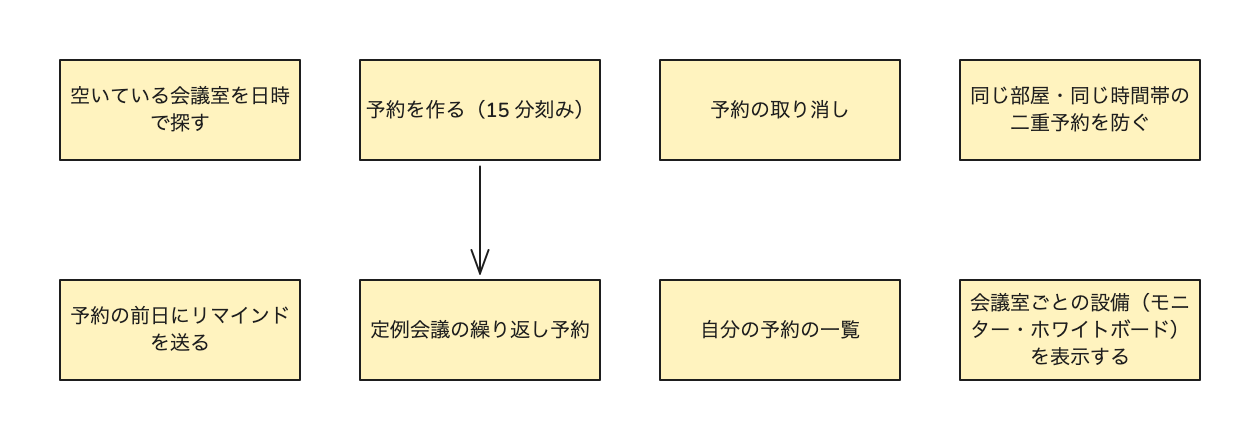 空いている会議室を日時
で探す
予約を作る（15 分刻み）
予約の取り消し
同じ部屋・同じ時間帯の
二重予約を防ぐ
予約の前日にリマインド
を送る
定例会議の繰り返し予約
自分の予約の一覧
会議室ごとの設備（モニ
ター・ホワイトボード）
を表示する